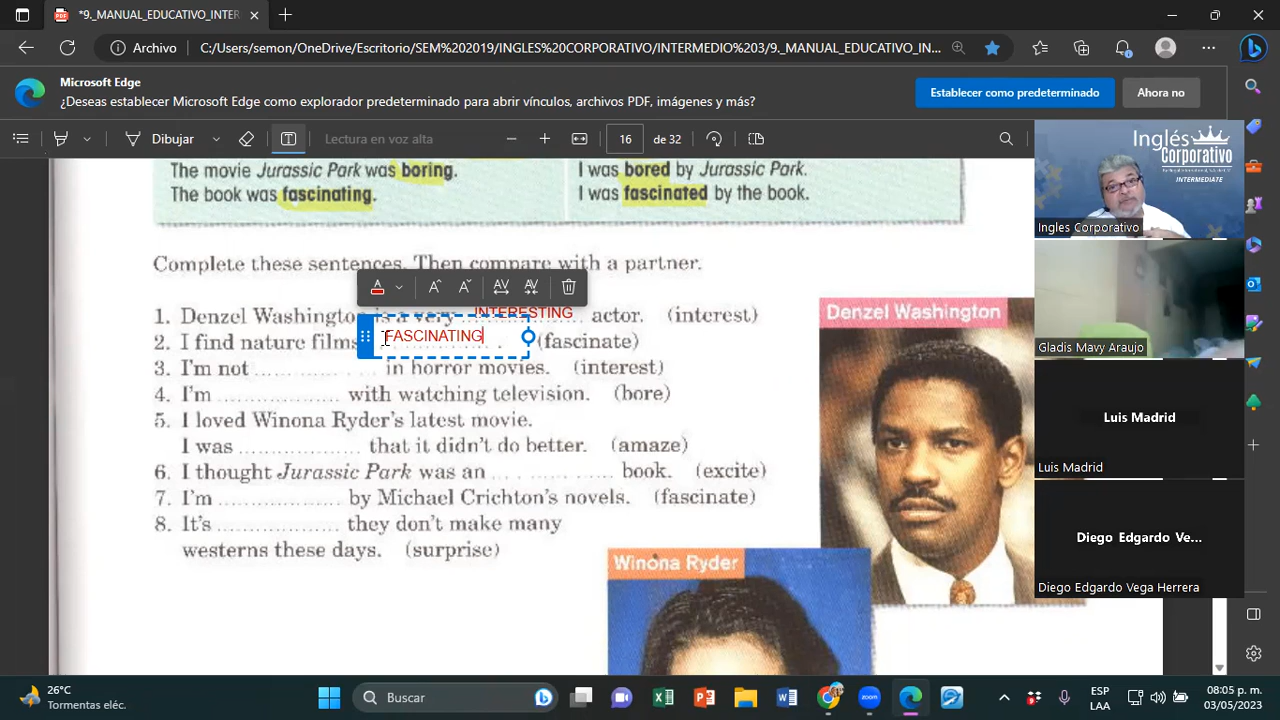 *9._MANUAL_EDUCATIVO_INTER
Archivo
C:/Users/semon/OneDrive/Escritorio/SEM%202019/INGLES%20CORPORATIVO/INTERMEDIO%203/9._MANUAL_EDUCATIVO_IN...
Microsoft Edge
¿Deseas establecer Microsoft Edge como explorador predeterminado para abrir vínculos, archivos PDF, imágenes y más?
Establecer como predeterminado
Ahora no
Dibujar
Lectura en voz alta
16
de 32
The movie Jurassic Park was boring.
I was bored by Jurassic Park.
The book was fascinating.
I was fascinated by the book.
Complete these sentences. Then compare with a partner.
1. Denzel Washington is a very INTERESTING actor. (interest)
2. I find nature films FASCINATING . (fascinate)
3. I'm not .............. in horror movies. (interest)
4. I'm ................. with watching television. (bore)
5. I loved Winona Ryder's latest movie.
I was ................. that it didn't do better. (amaze)
6. I thought Jurassic Park was an ................. book. (excite)
7. I'm ................. by Michael Crichton's novels. (fascinate)
8. It's ................. they don't make many
westerns these days. (surprise)
Denzel Washington
Winona Ryder
Inglés
Corporativo
INTERMEDIATE
Ingles Corporativo
Gladis Mavy Araujo
Luis Madrid
Luis Madrid
Diego Edgardo Ve...
Diego Edgardo Vega Herrera
26°C
Tormentas eléc.
Buscar
ESP
LAA
08:05 p. m.
03/05/2023